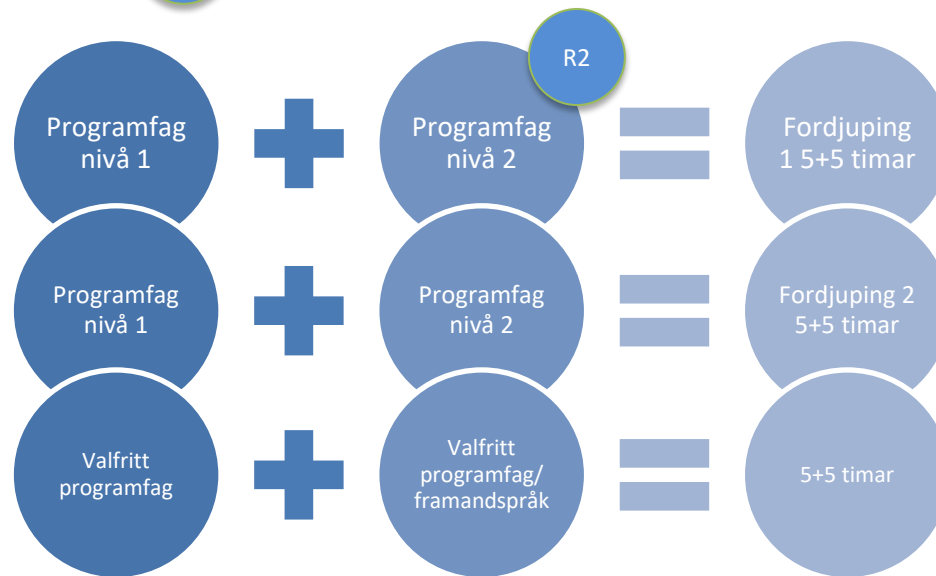 R2
Programfag
nivå 1
Programfag
nivå 2
Fordjuping
1 5+5 timar
Programfag
nivå 1
Programfag
nivå 2
Fordjuping 2
5+5 timar
Valfritt
programfag
Valfritt
programfag/
framandspråk
5+5 timar